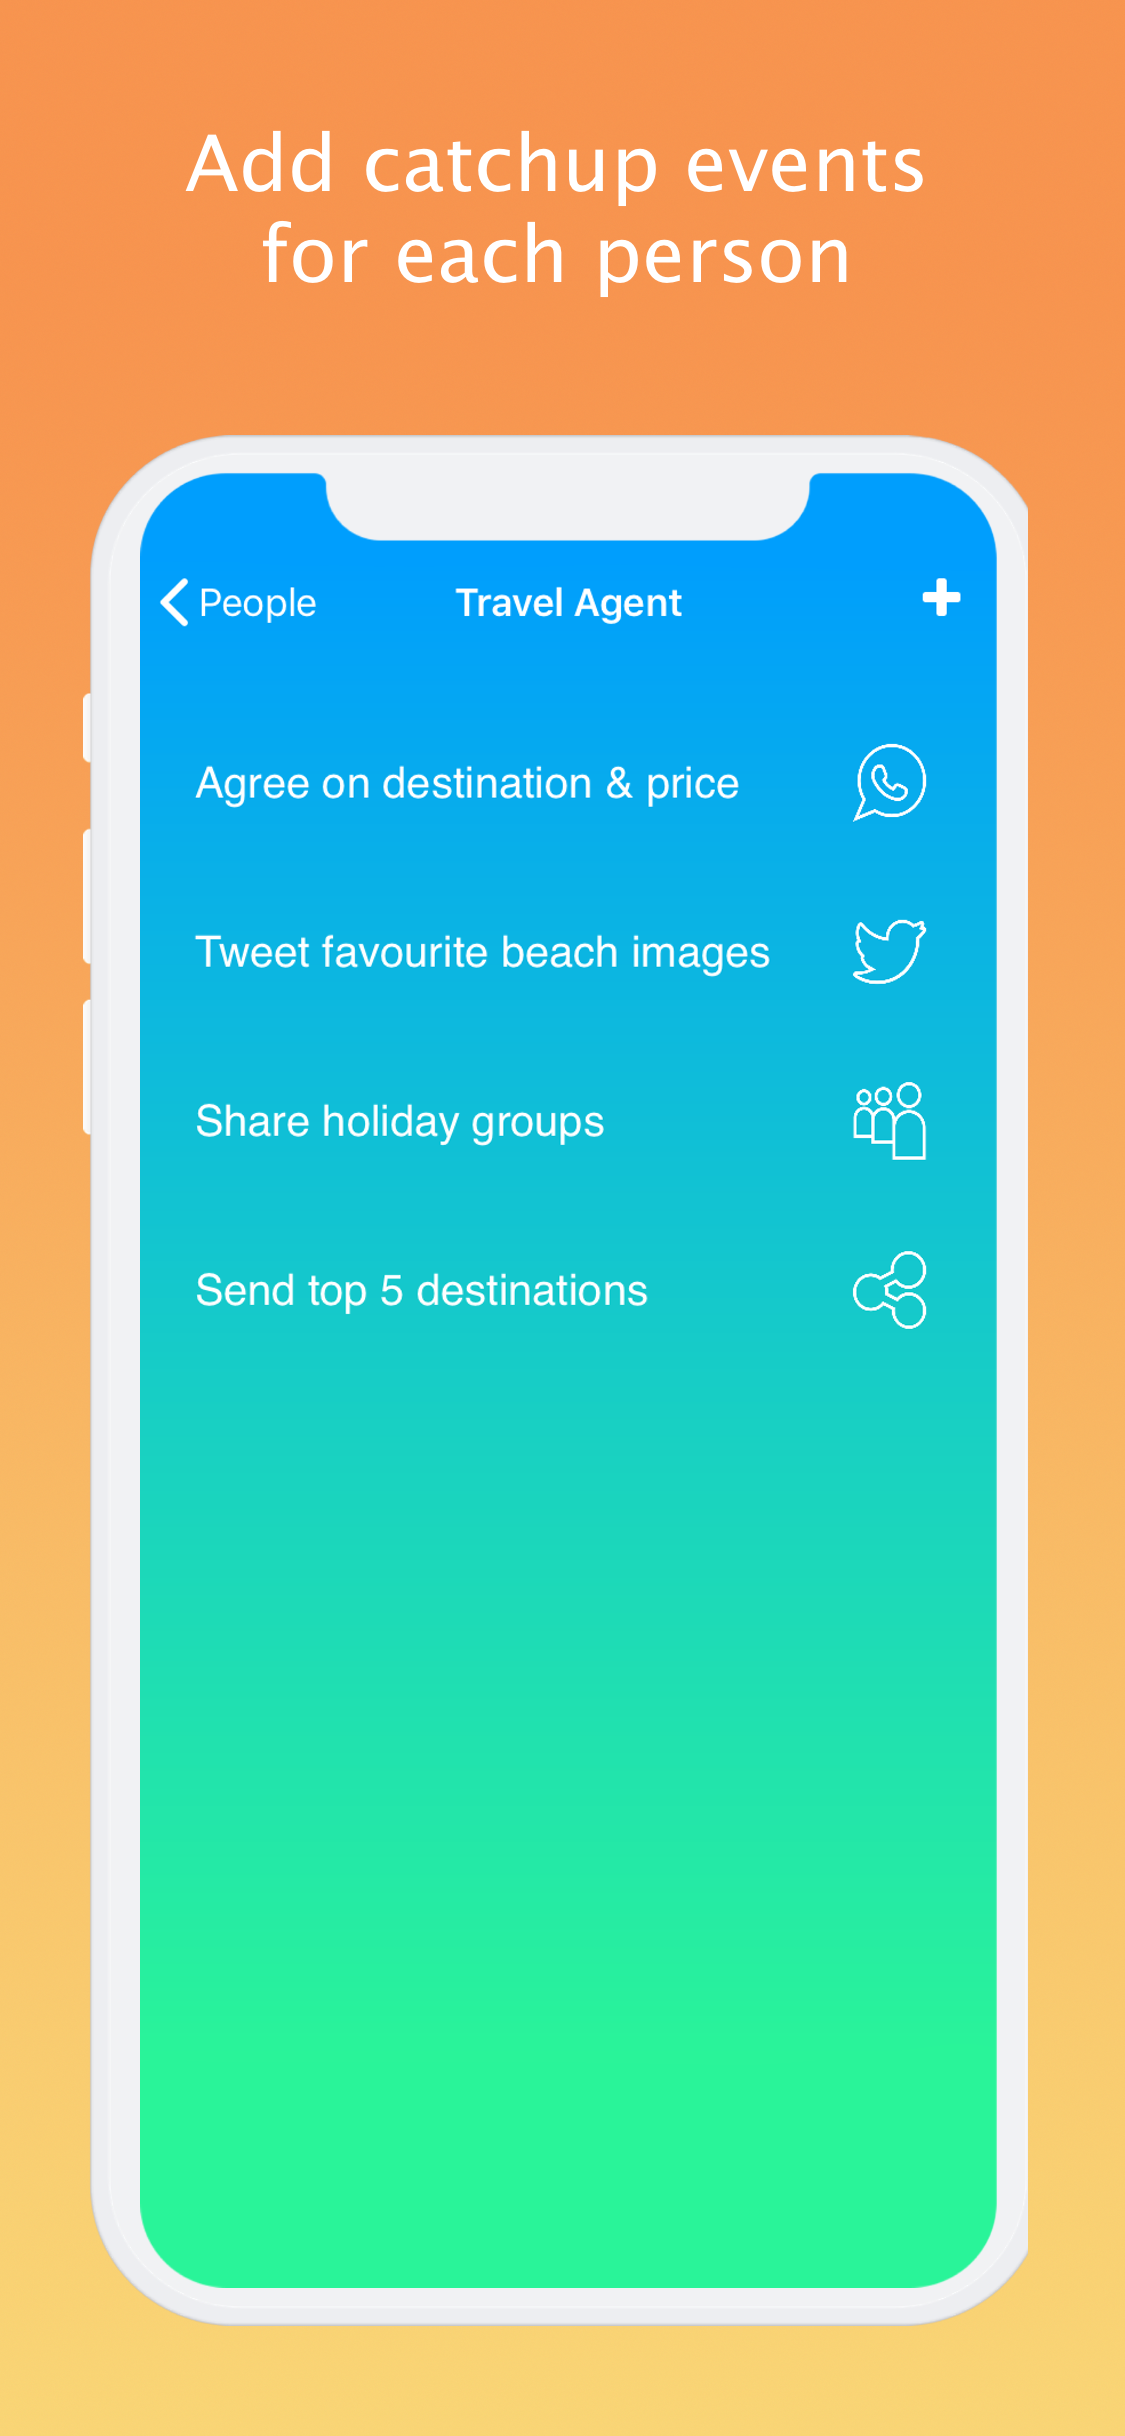 Add catchup events
for each person
People
Travel Agent
Agree on destination & price
Tweet favourite beach images
Share holiday groups
Send top 5 destinations